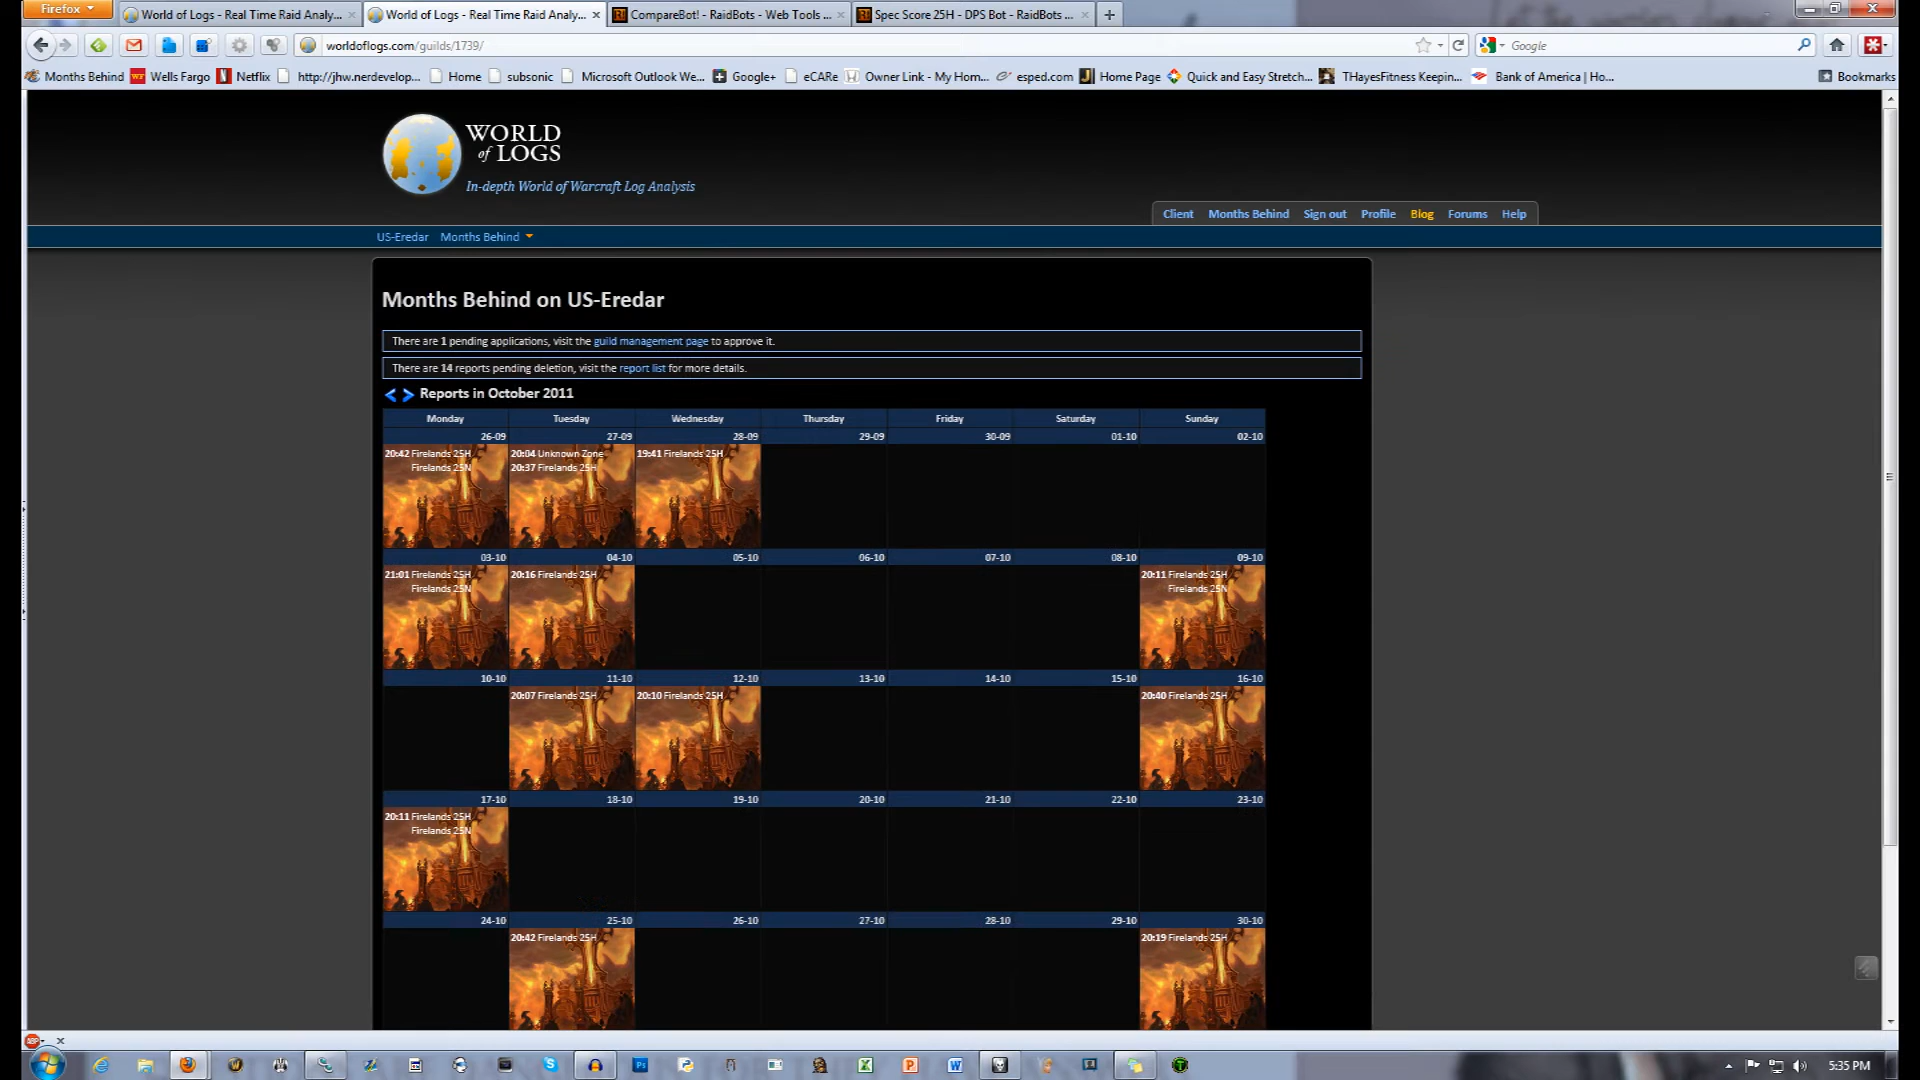 Firefox
World of Logs - Real Time Raid Analy...
World of Logs - Real Time Raid Analy...
CompareBot! - RaidBots - Web Tools ...
Spec Score 25H - DPS Bot - RaidBots ...
worldoflogs.com/guilds/1739/
Google
Months Behind
Wells Fargo
Netflix
http://jhw.nerdevelop...
Home
subsonic
Microsoft Outlook We...
Google+
eCARe
Owner Link - My Hom...
esped.com
Home Page
Quick and Easy Stretch...
THayesFitness Keepin...
Bank of America | Ho...
Bookmarks
WORLD
of LOGS
In-depth World of Warcraft Log Analysis
Client Months Behind Sign out Profile Blog Forums Help
US-Eredar Months Behind
Months Behind on US-Eredar
There are 1 pending applications, visit the guild management page to approve it.
There are 14 reports pending deletion, visit the report list for more details.
< > Reports in October 2011
Monday Tuesday Wednesday Thursday Friday Saturday Sunday
26-09 27-09 28-09 29-09 30-09 01-10 02-10
20:42 Firelands 25H 20:04 Unknown Zone 19:41 Firelands 25H
Firelands 25N 20:37 Firelands 25H
03-10 04-10 05-10 06-10 07-10 08-10 09-10
21:01 Firelands 25H 20:16 Firelands 25H 20:11 Firelands 25H
Firelands 25N Firelands 25N
10-10 11-10 12-10 13-10 14-10 15-10 16-10
20:07 Firelands 25H 20:10 Firelands 25H 20:40 Firelands 25H
17-10 18-10 19-10 20-10 21-10 22-10 23-10
20:11 Firelands 25H
Firelands 25N
24-10 25-10 26-10 27-10 28-10 29-10 30-10
20:42 Firelands 25H 20:19 Firelands 25H
ABP
5:35 PM